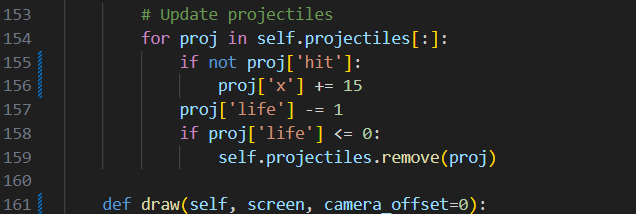 153 # Update projectiles
154 for proj in self.projectiles[:]:
155 if not proj['hit']:
156 proj['x'] += 15
157 proj['life'] -= 1
158 if proj['life'] <= 0:
159 self.projectiles.remove(proj)
160
161 def draw(self, screen, camera_offset=0):